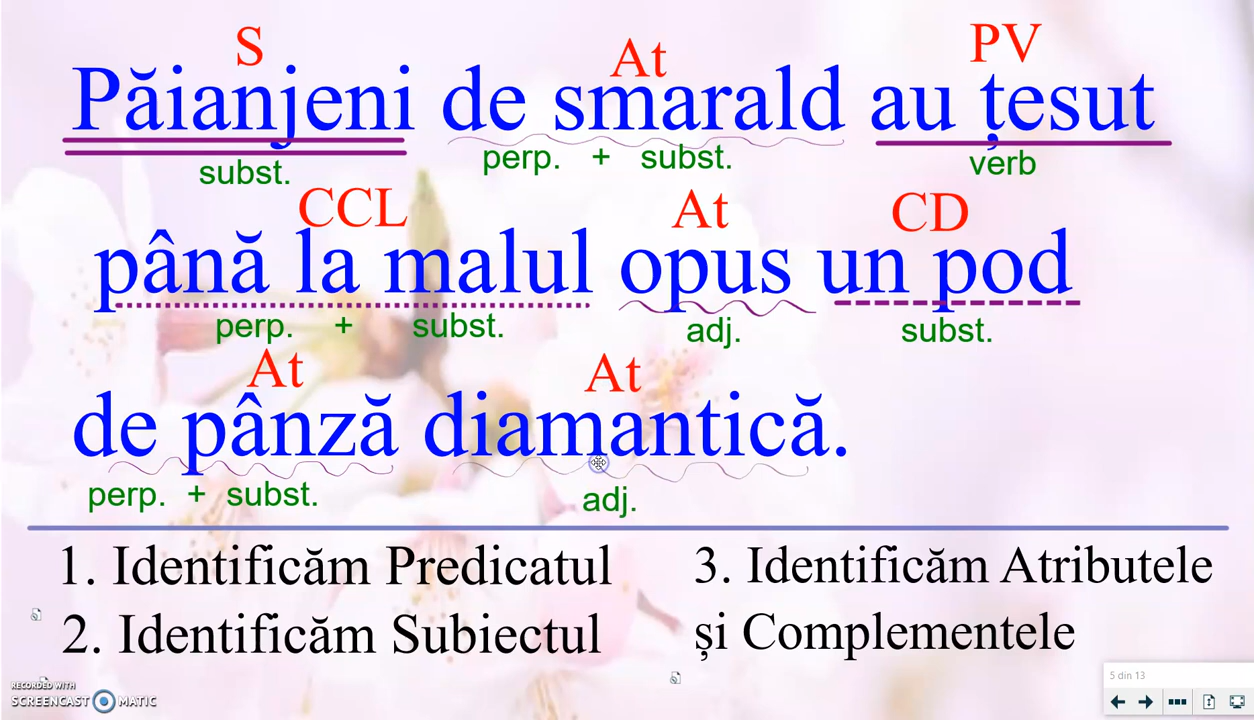 S At PV
Păianjeni de smarald au țesut
subst. perp. + subst. verb
CCL At CD
până la malul opus un pod
perp. + subst. adj. subst.
At At
de pânză diamantică.
perp. + subst. adj.
1. Identificăm Predicatul
2. Identificăm Subiectul
3. Identificăm Atributele
și Complementele
5 din 13
RECORDED WITH
SCREENCAST MATIC